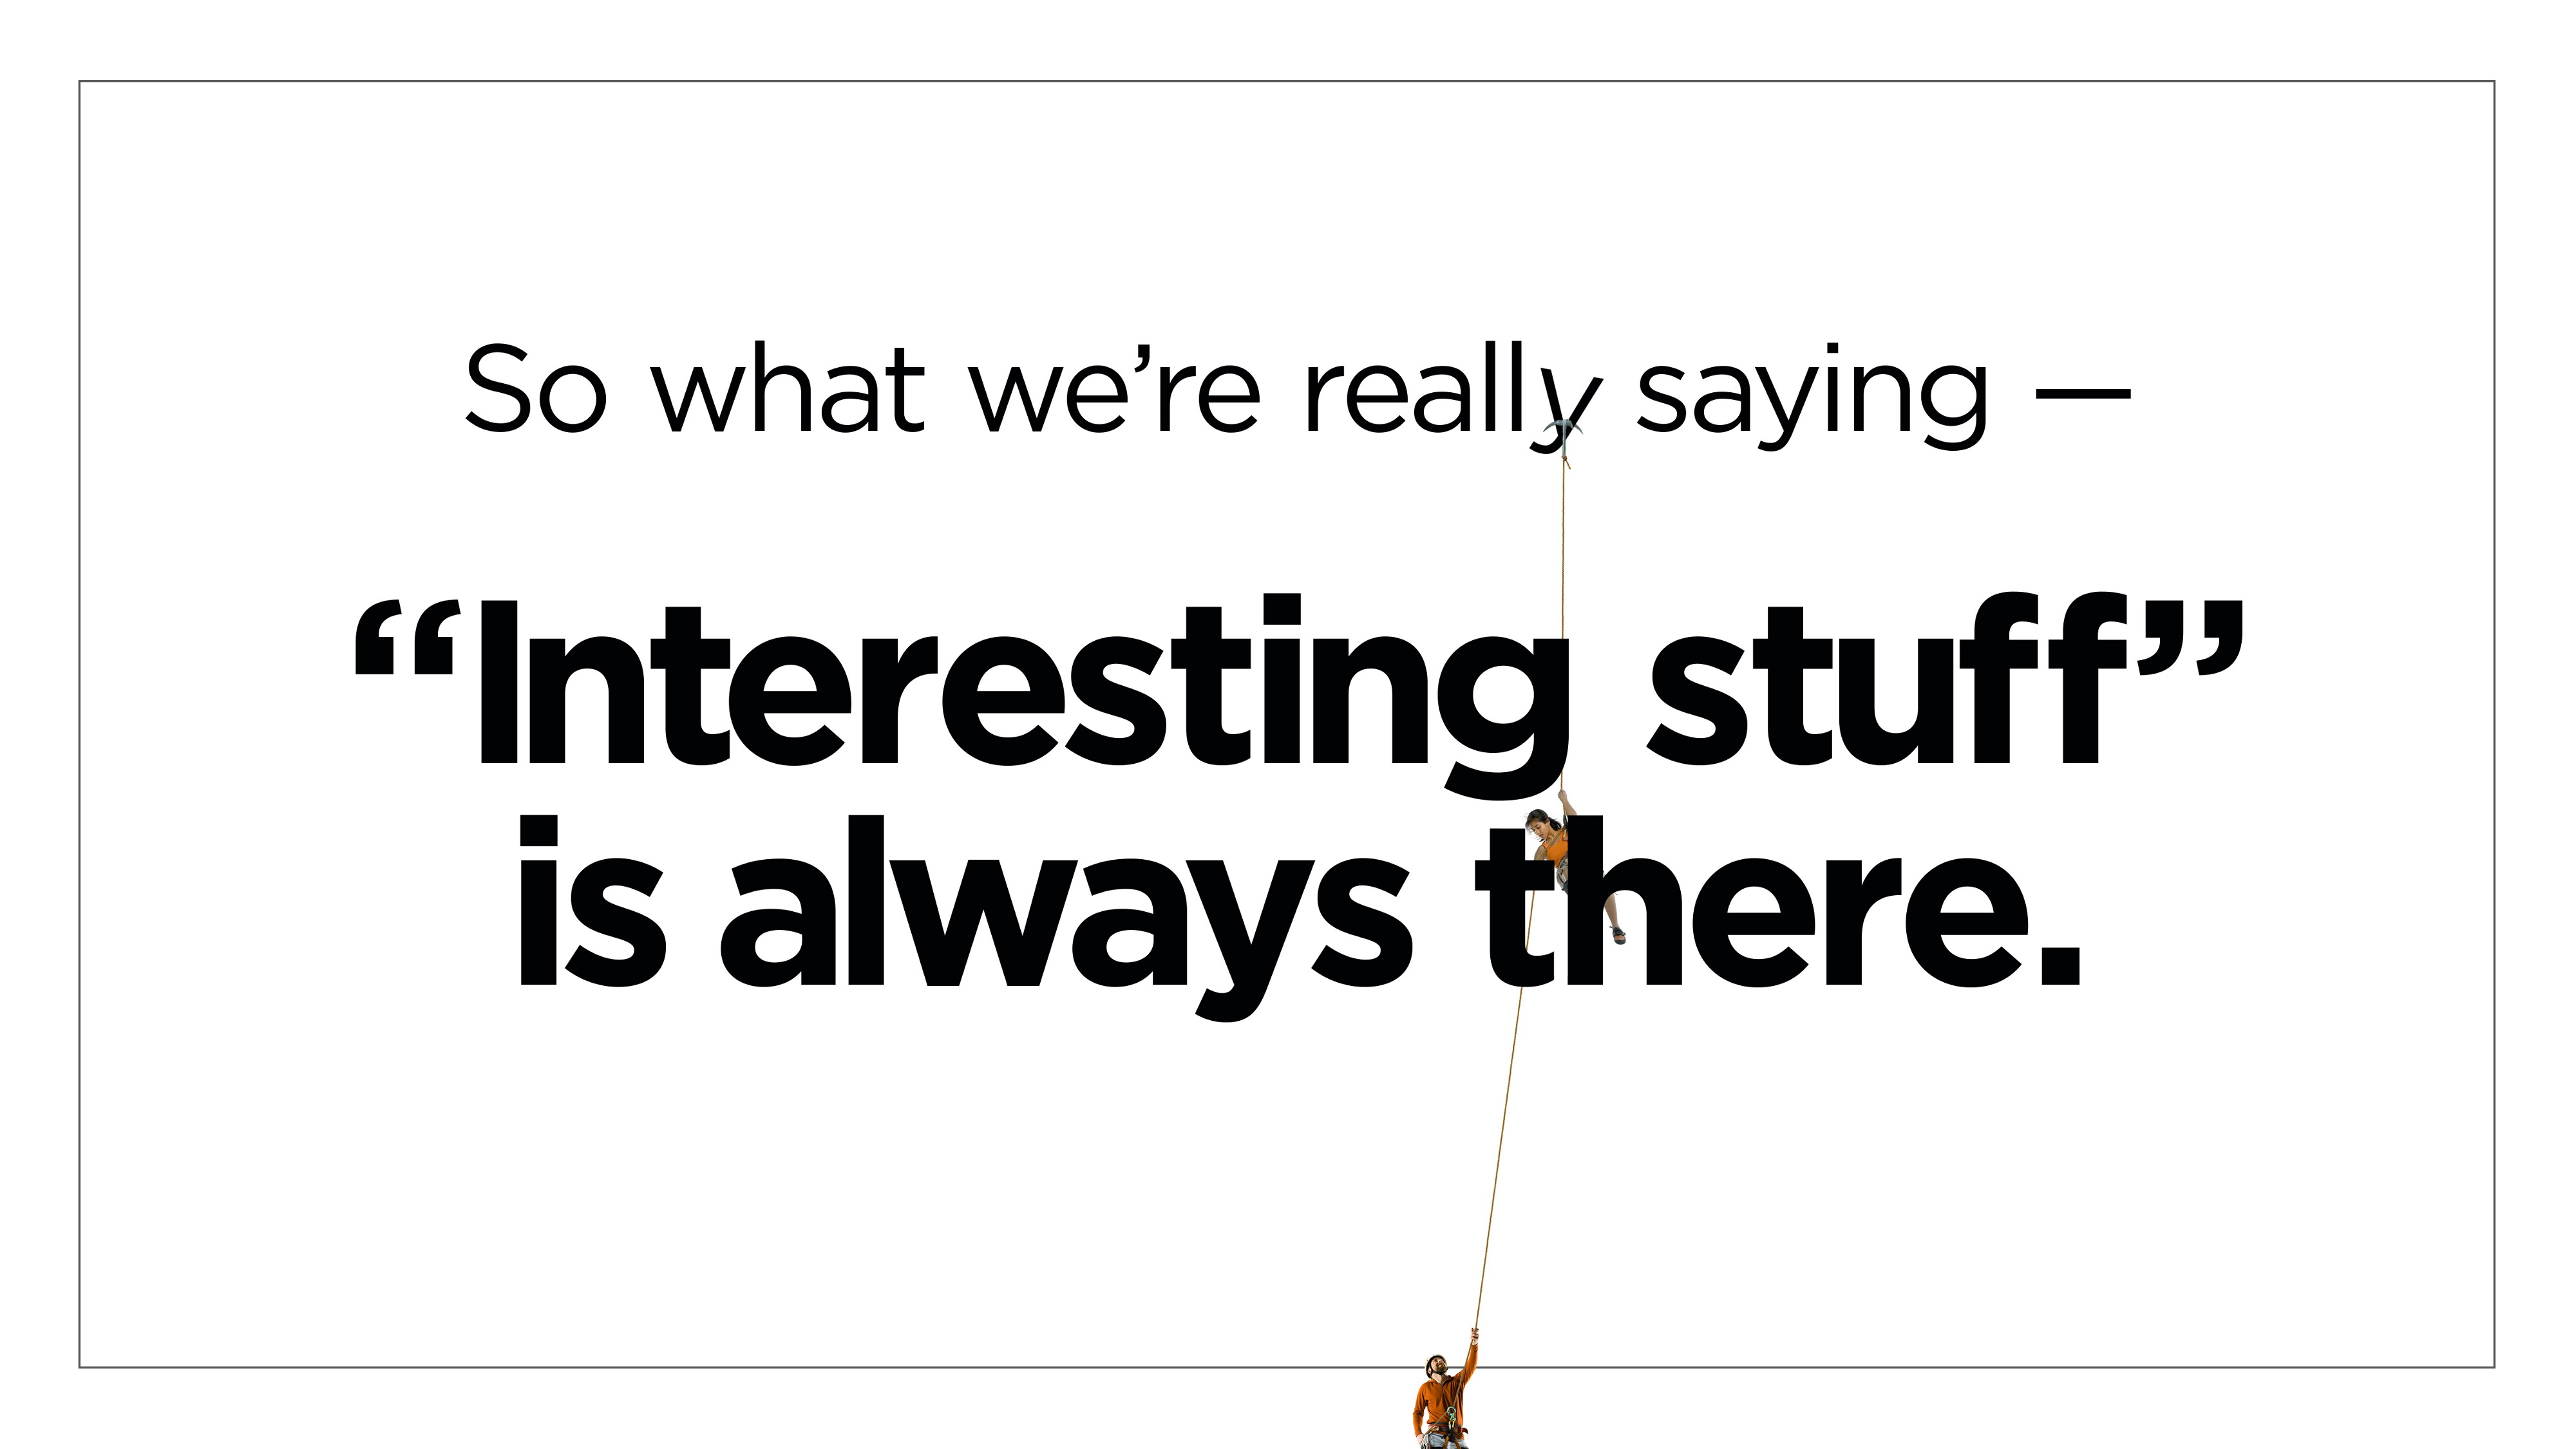 So what we’re really saying —
“Interesting stuff”
is always there.